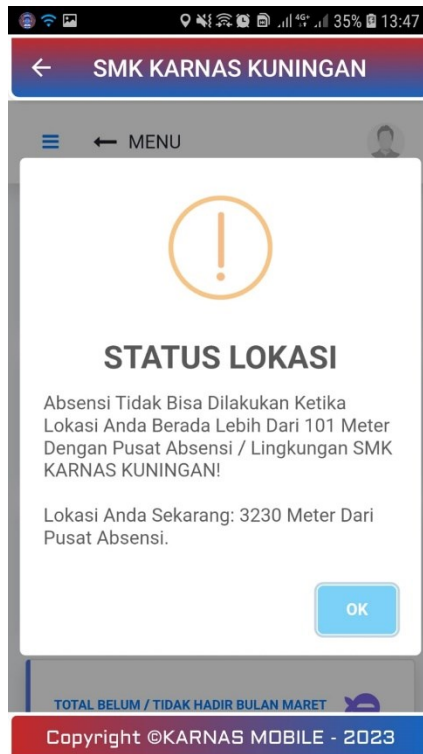 4G+ 35% 13:47
← SMK KARNAS KUNINGAN
← MENU
!
STATUS LOKASI
Absensi Tidak Bisa Dilakukan Ketika
Lokasi Anda Berada Lebih Dari 101 Meter
Dengan Pusat Absensi / Lingkungan SMK
KARNAS KUNINGAN!
Lokasi Anda Sekarang: 3230 Meter Dari
Pusat Absensi.
OK
TOTAL BELUM / TIDAK HADIR BULAN MARET
Copyright ©KARNAS MOBILE - 2023